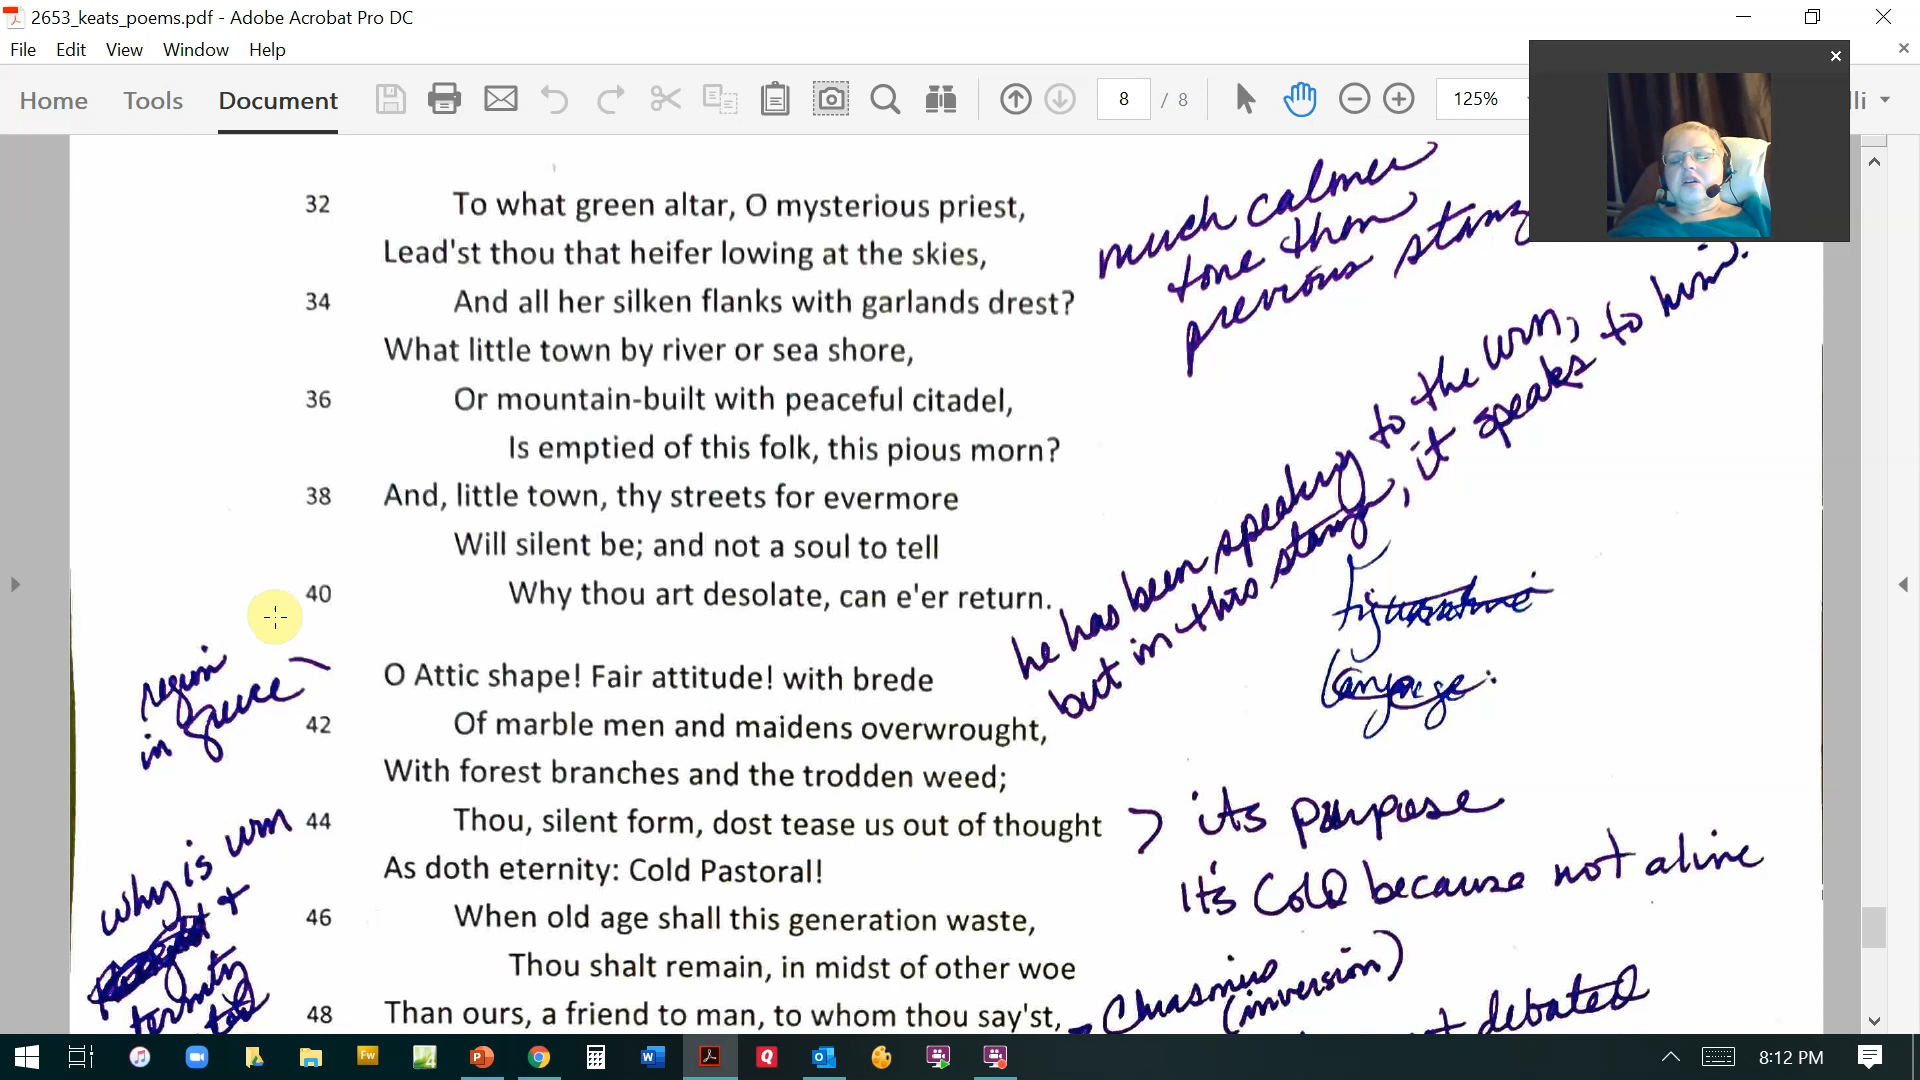 2653_keats_poems.pdf - Adobe Acrobat Pro DC
File Edit View Window Help
Home Tools Document 8 / 8 125% lli
32 To what green altar, O mysterious priest,
Lead'st thou that heifer lowing at the skies,
34 And all her silken flanks with garlands drest?
What little town by river or sea shore,
36 Or mountain-built with peaceful citadel,
Is emptied of this folk, this pious morn?
38 And, little town, thy streets for evermore
Will silent be; and not a soul to tell
40 Why thou art desolate, can e'er return.
O Attic shape! Fair attitude! with brede
42 Of marble men and maidens overwrought,
With forest branches and the trodden weed;
44 Thou, silent form, dost tease us out of thought
As doth eternity: Cold Pastoral!
46 When old age shall this generation waste,
Thou shalt remain, in midst of other woe
48 Than ours, a friend to man, to whom thou say'st,
much calmer
tone then
previous stanz
he has been speaking to the urn,
but in this stanza, it speaks to him.
figurative
language:
region
in Greece
its purpose
It's Cold because not alive
why is urn
+
Chiasmus
(inversion)
debated
Fw
8:12 PM